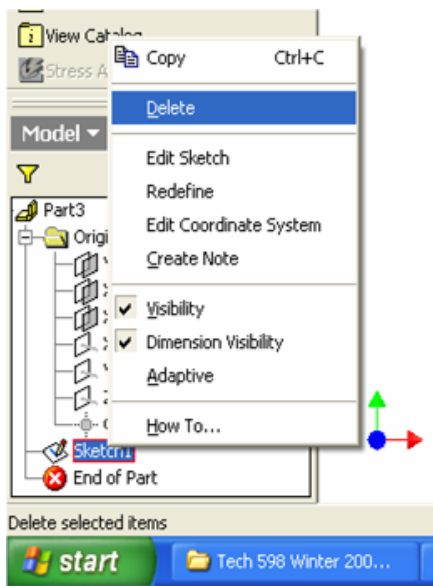 View Catalog
Stress A
Copy Ctrl+C
Delete
Model
Edit Sketch
Redefine
Part3
Edit Coordinate System
Origi
Create Note
Visibility
Dimension Visibility
Adaptive
How To...
Sketch1
End of Part
Delete selected items
start Tech 598 Winter 200...